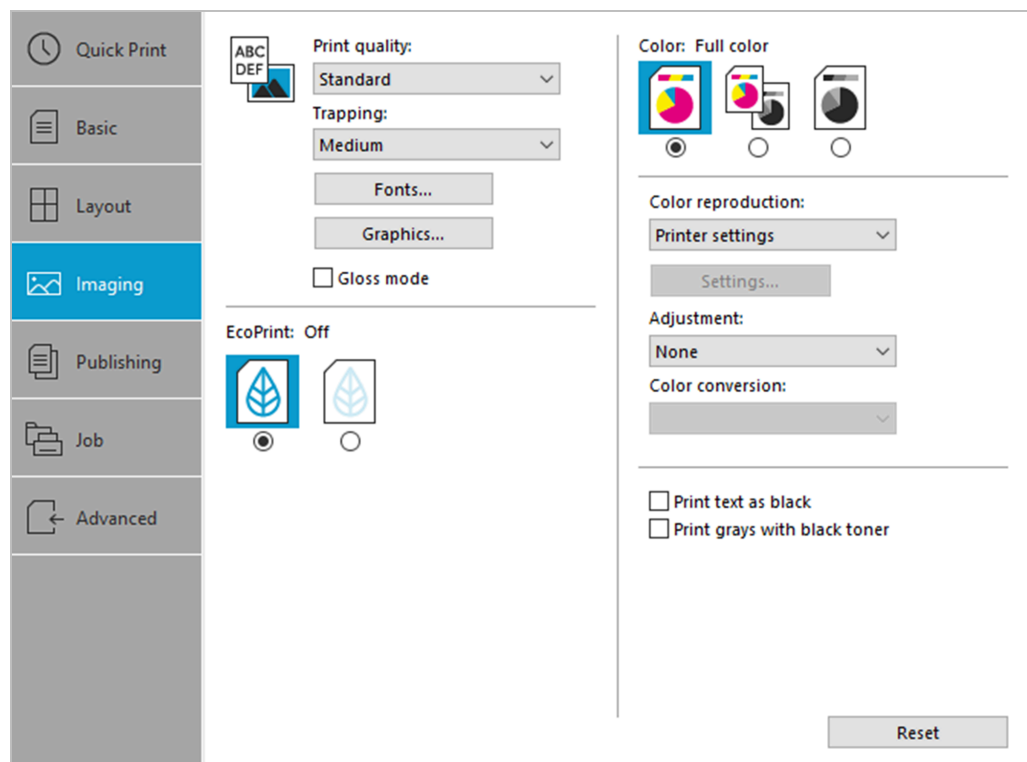 Quick Print
Basic
Layout
Imaging
Publishing
Job
Advanced
ABC
DEF
Print quality:
Standard
Trapping:
Medium
Fonts...
Graphics...
Gloss mode
EcoPrint: Off
Color: Full color
Color reproduction:
Printer settings
Settings...
Adjustment:
None
Color conversion:
Print text as black
Print grays with black toner
Reset